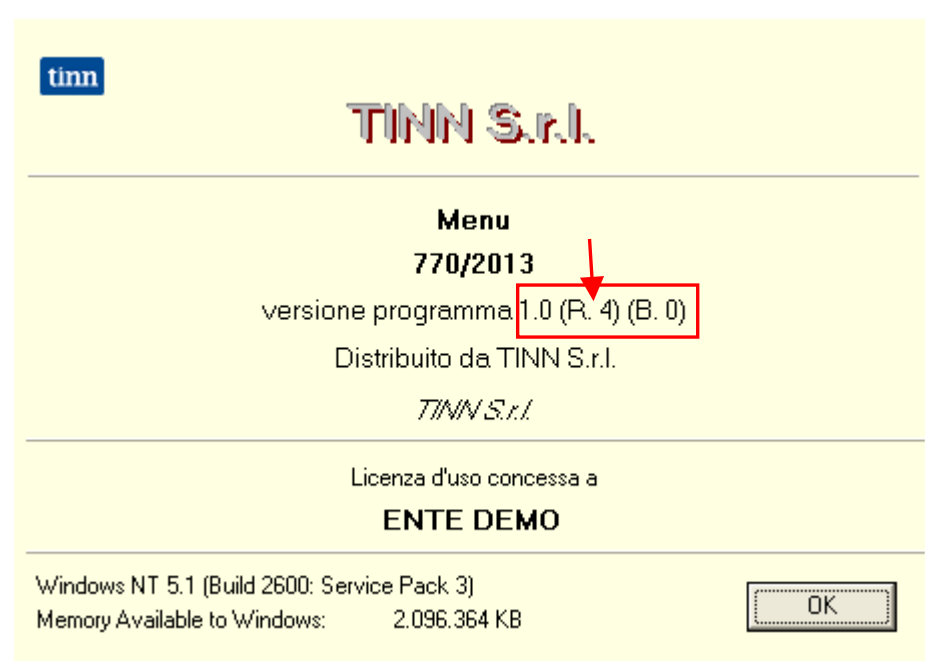 tinn
TINN S.r.l.
Menu
770/2013
versione programma 1.0 (R. 4) (B. 0)
Distribuito da TINN S.r.l.
TINN S.r.l.
Licenza d'uso concessa a
ENTE DEMO
Windows NT 5.1 (Build 2600: Service Pack 3)
Memory Available to Windows: 2.096.364 KB
OK